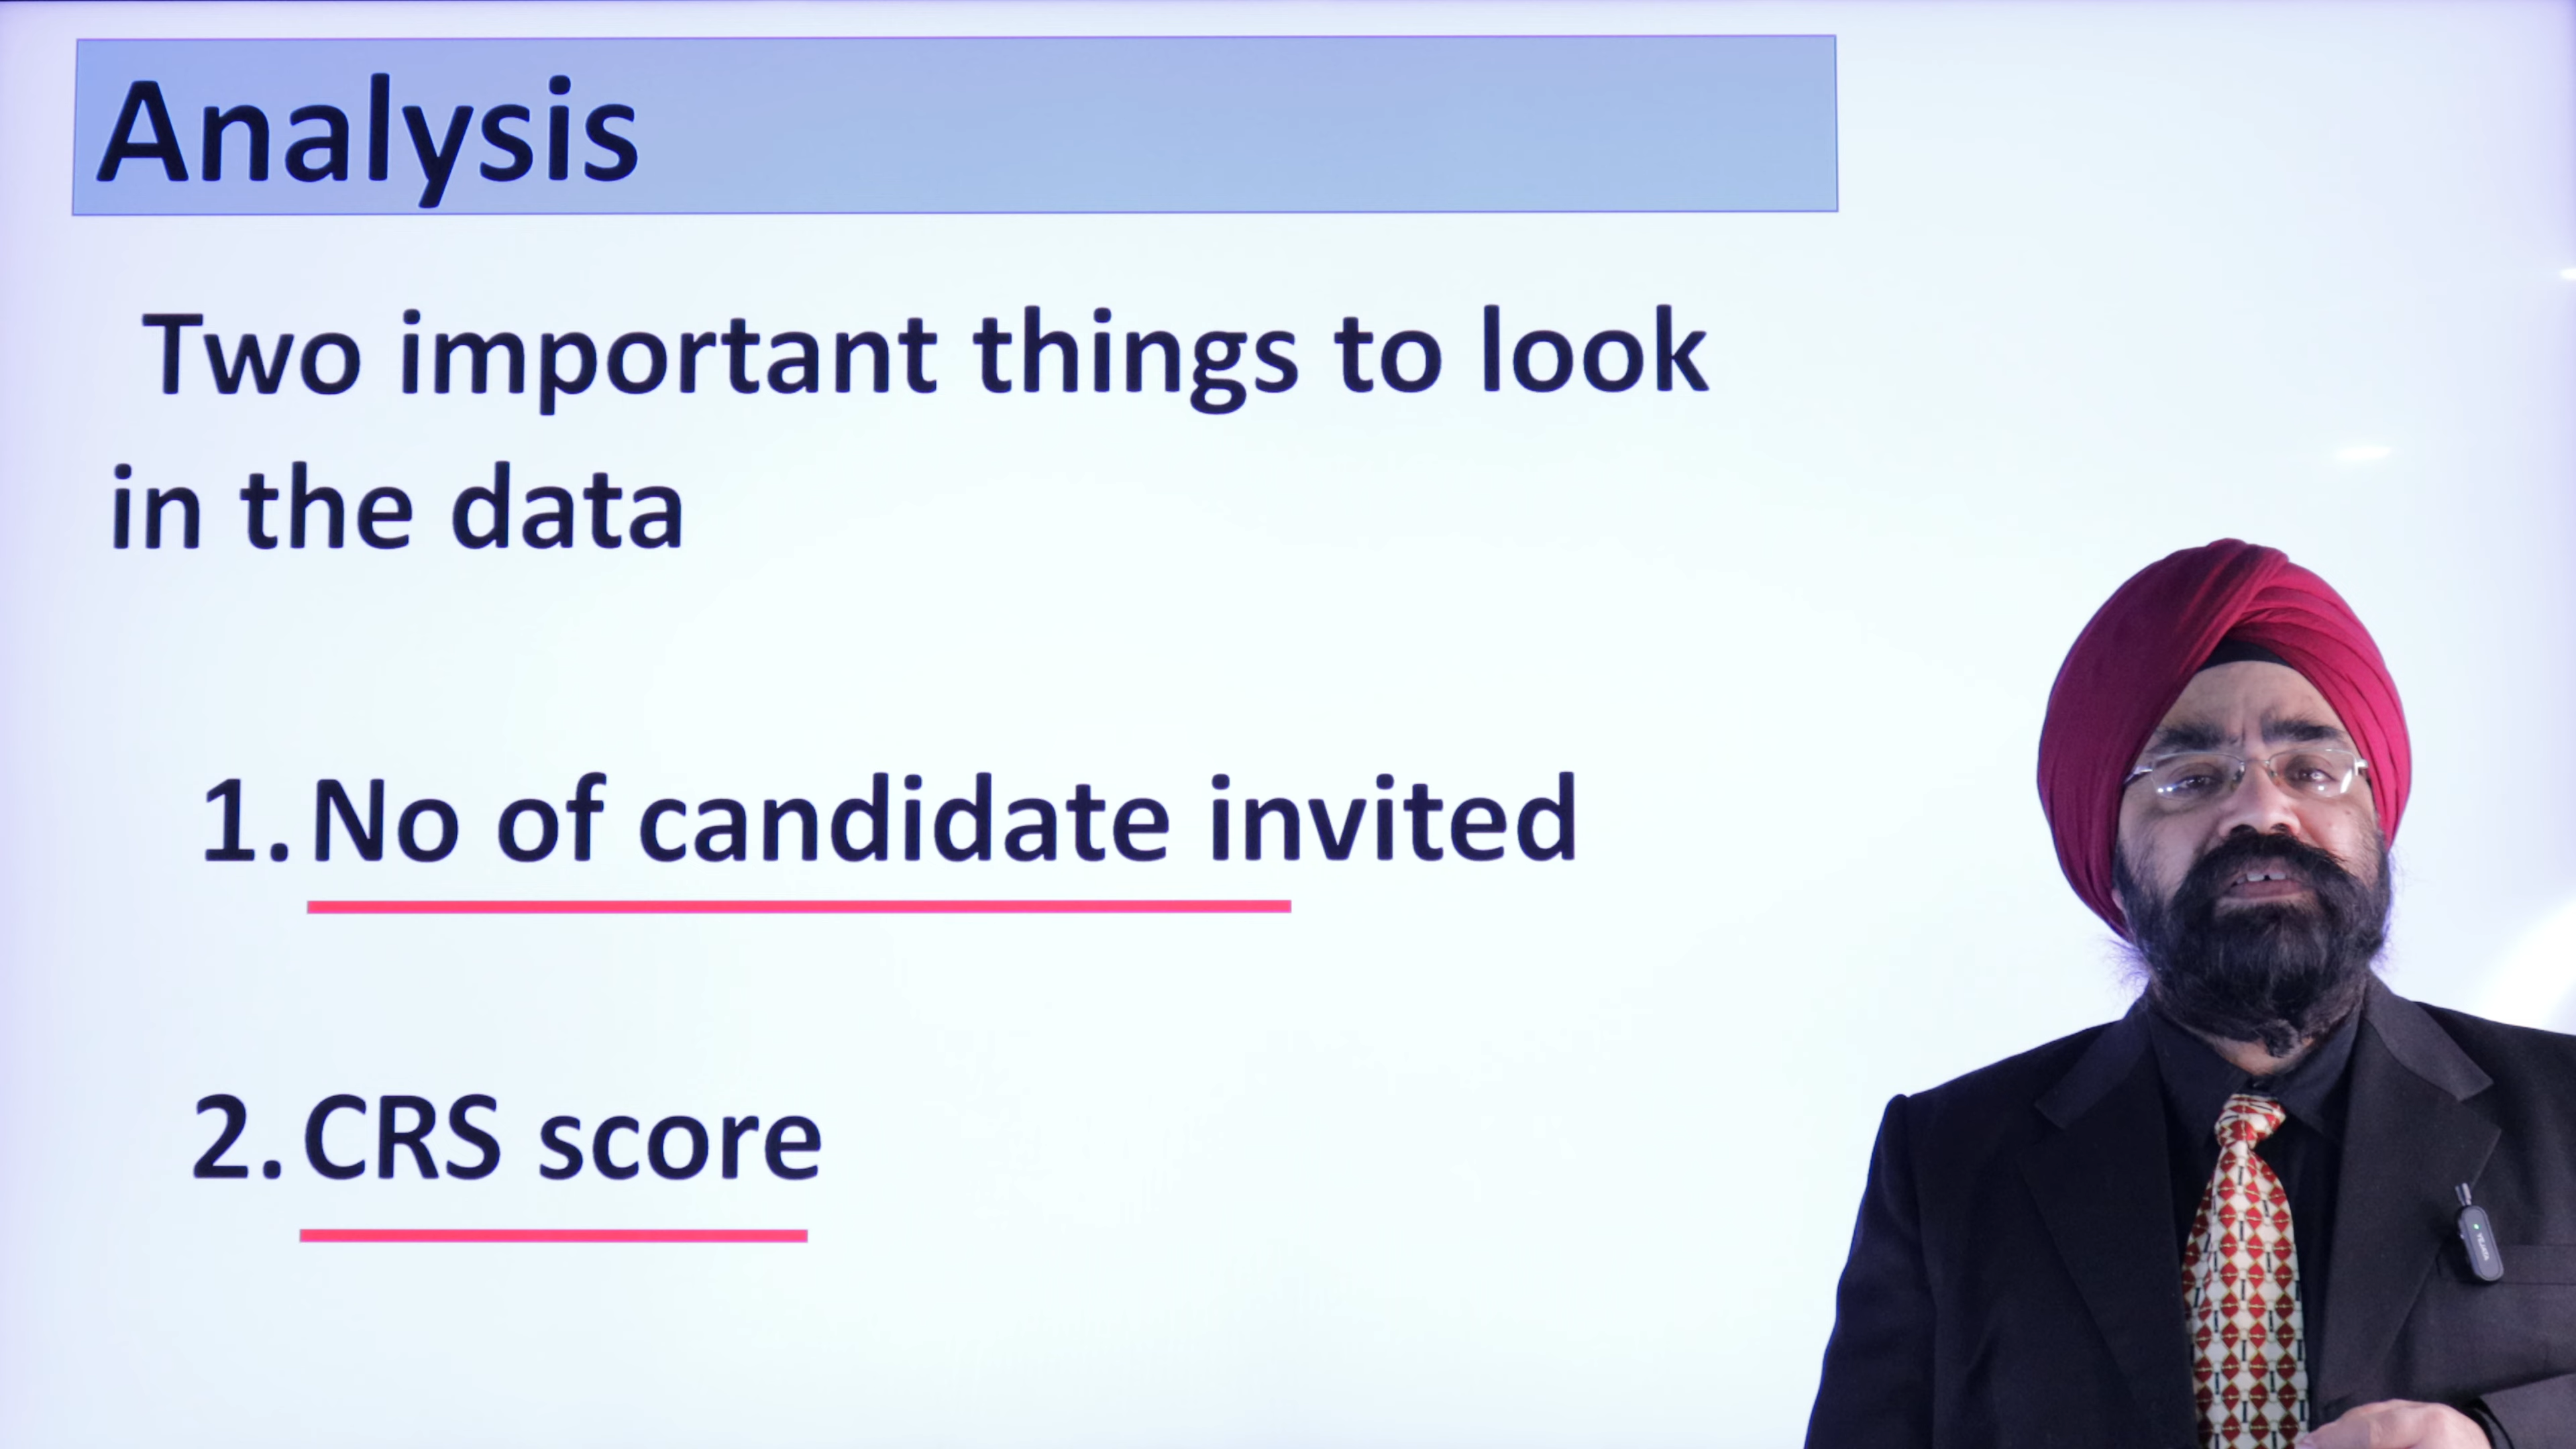 Analysis
Two important things to look
in the data
1. No of candidate invited
2. CRS score